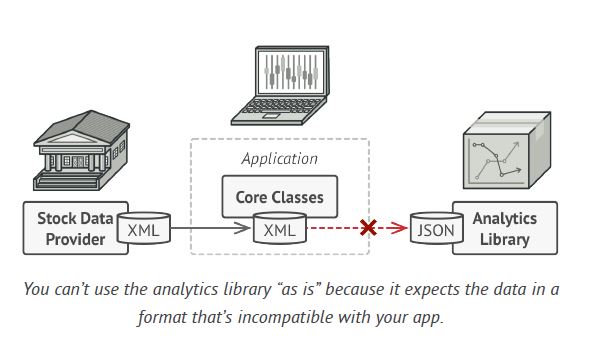 Application
Core Classes
Stock Data
Provider
XML
XML
JSON
Analytics
Library
You can’t use the analytics library “as is” because it expects the data in a
format that’s incompatible with your app.